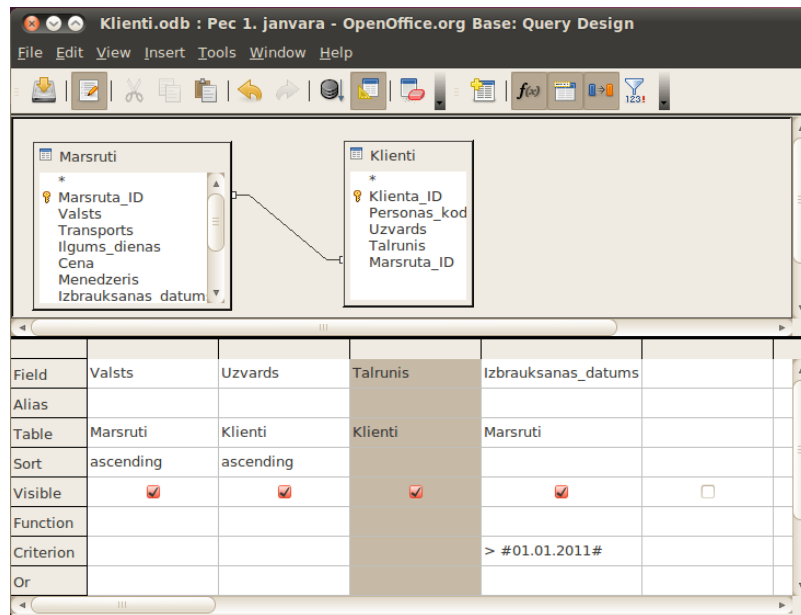 Klienti.odb : Pec 1. janvara - OpenOffice.org Base: Query Design
File Edit View Insert Tools Window Help
f(x) 123!
Marsruti
*
Marsruta_ID
Valsts
Transports
Ilgums_dienas
Cena
Menedzeris
Izbrauksanas_datum
Klienti
*
Klienta_ID
Personas_kod
Uzvards
Talrunis
Marsruta_ID
Field Valsts Uzvards Talrunis Izbrauksanas_datums
Alias
Table Marsruti Klienti Klienti Marsruti
Sort ascending ascending
Visible
Function
Criterion > #01.01.2011#
Or